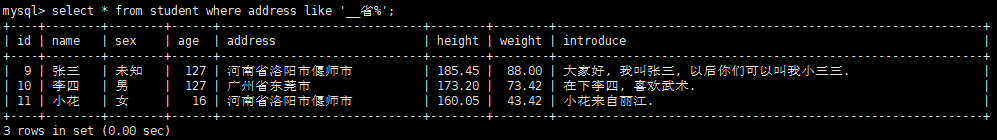 mysql> select * from student where address like '__省%';
+----+--------+--------+------+--------------------------+--------+--------+--------------------------------------------------------+
| id | name | sex | age | address | height | weight | introduce |
+----+--------+--------+------+--------------------------+--------+--------+--------------------------------------------------------+
| 9 | 张三 | 未知 | 127 | 河南省洛阳市偃师市 | 185.45 | 88.00 | 大家好, 我叫张三, 以后你们可以叫我小三三. |
| 10 | 李四 | 男 | 127 | 广州省东莞市 | 173.20 | 73.42 | 在下李四, 喜欢武术. |
| 11 | 小花 | 女 | 16 | 河南省洛阳市偃师市 | 160.05 | 43.42 | 小花来自丽江. |
+----+--------+--------+------+--------------------------+--------+--------+--------------------------------------------------------+
3 rows in set (0.00 sec)